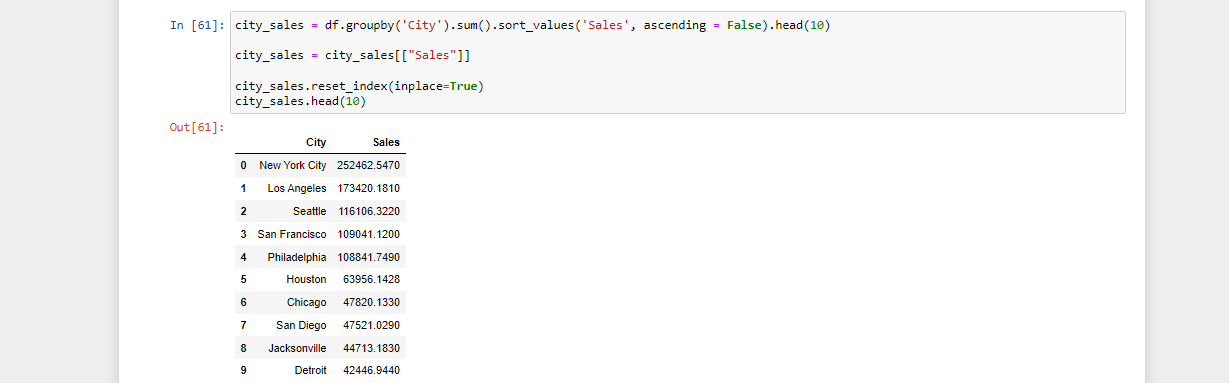 In [61]: city_sales = df.groupby('City').sum().sort_values('Sales', ascending = False).head(10)
city_sales = city_sales[["Sales"]]
city_sales.reset_index(inplace=True)
city_sales.head(10)
Out[61]:
City Sales
0 New York City 252462.5470
1 Los Angeles 173420.1810
2 Seattle 116106.3220
3 San Francisco 109041.1200
4 Philadelphia 108841.7490
5 Houston 63956.1428
6 Chicago 47820.1330
7 San Diego 47521.0290
8 Jacksonville 44713.1830
9 Detroit 42446.9440